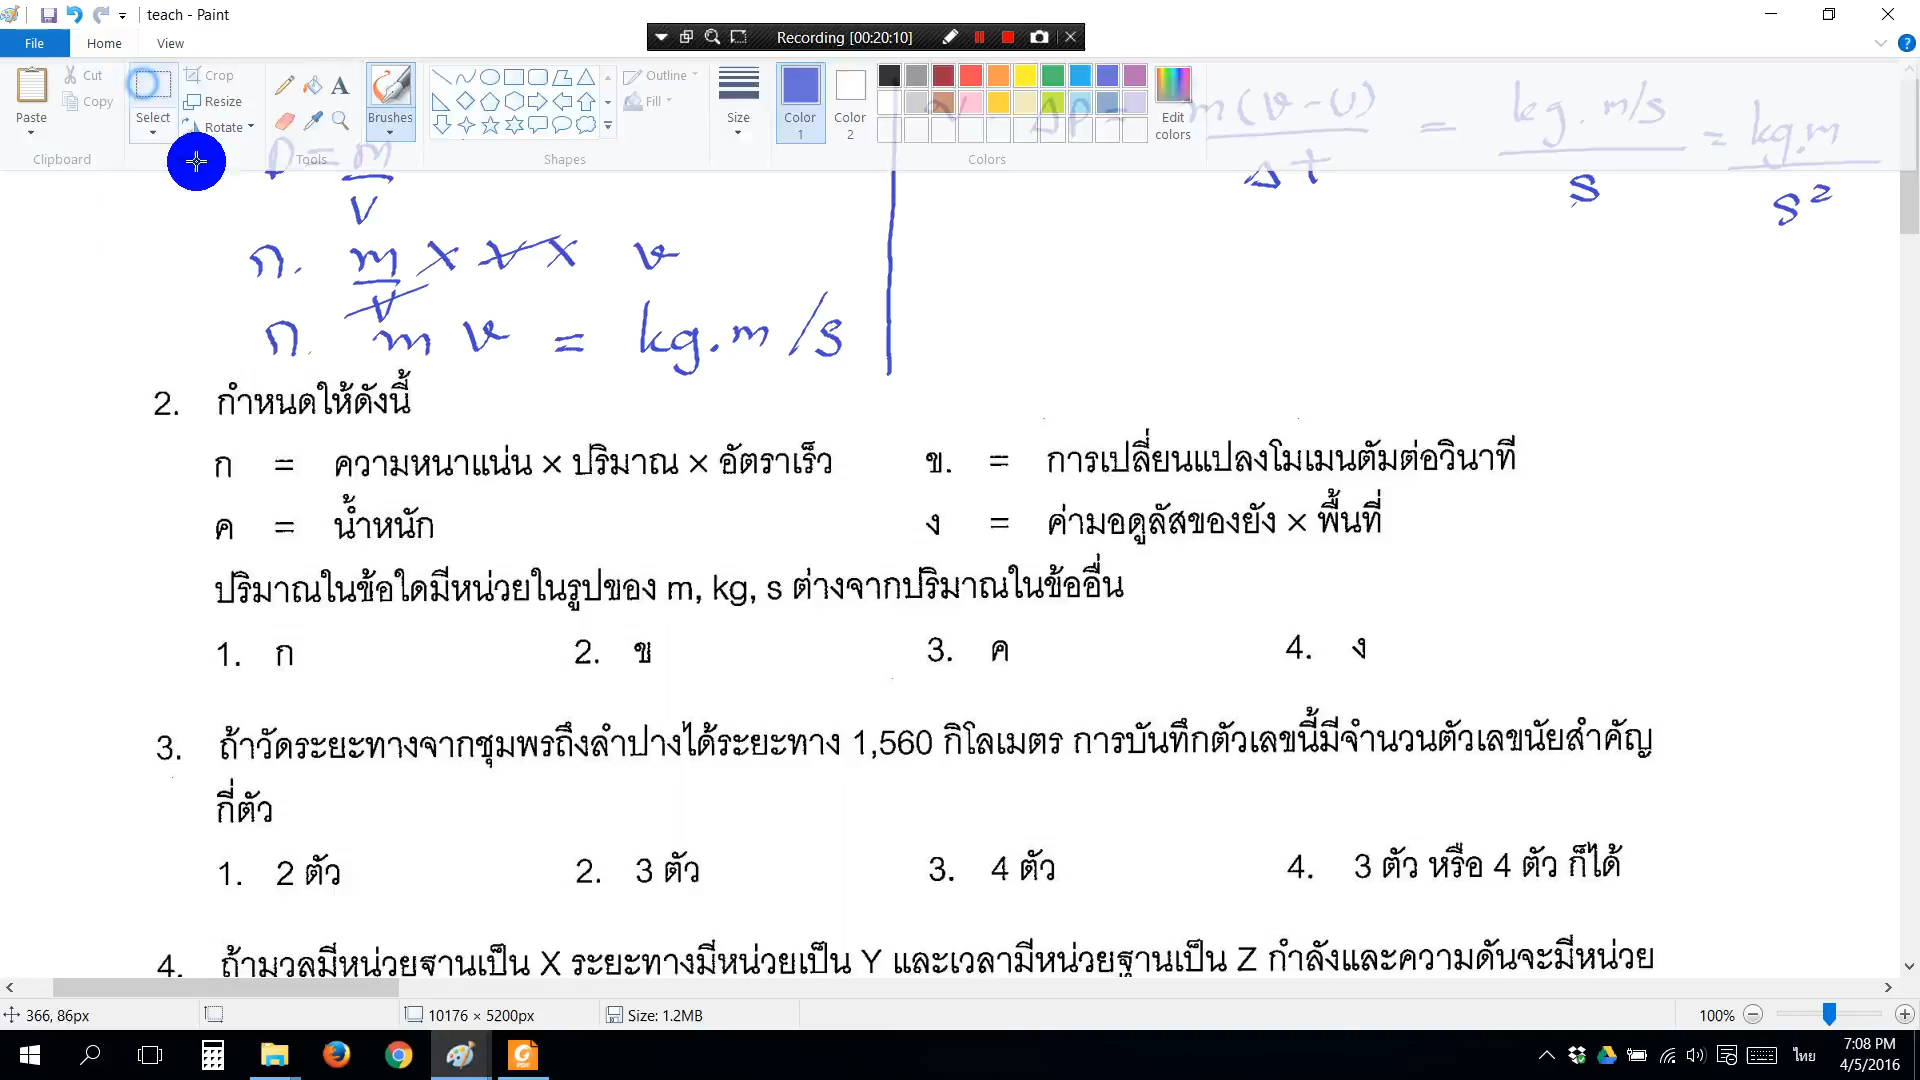 teach - Paint
Recording [00:20:10]
File Home View
Paste
Cut
Copy
Clipboard
Select
Crop
Resize
Rotate
Tools
Brushes
Shapes
Outline
Fill
Size
Color 1
Color 2
Edit colors
Colors
D = m/V
Δp = m(v-u)/Δt = kg.m/s / s = kg.m/s²
ก. m/V × V × v
ก. m v = kg.m/s
2. กำหนดให้ดังนี้
ก = ความหนาแน่น × ปริมาณ × อัตราเร็ว ข. = การเปลี่ยนแปลงโมเมนตัมต่อวินาที
ค = น้ำหนัก ง = ค่ามอดูลัสของยัง × พื้นที่
ปริมาณในข้อใดมีหน่วยในรูปของ m, kg, s ต่างจากปริมาณในข้ออื่น
1. ก 2. ข 3. ค 4. ง
3. ถ้าวัดระยะทางจากชุมพรถึงลำปางได้ระยะทาง 1,560 กิโลเมตร การบันทึกตัวเลขนี้มีจำนวนตัวเลขนัยสำคัญ
กี่ตัว
1. 2 ตัว 2. 3 ตัว 3. 4 ตัว 4. 3 ตัว หรือ 4 ตัว ก็ได้
4. ถ้ามวลมีหน่วยฐานเป็น X ระยะทางมีหน่วยเป็น Y และเวลามีหน่วยฐานเป็น Z กำลังและความดันจะมีหน่วย
366, 86px 10176 × 5200px Size: 1.2MB 100%
ไทย 7:08 PM
4/5/2016